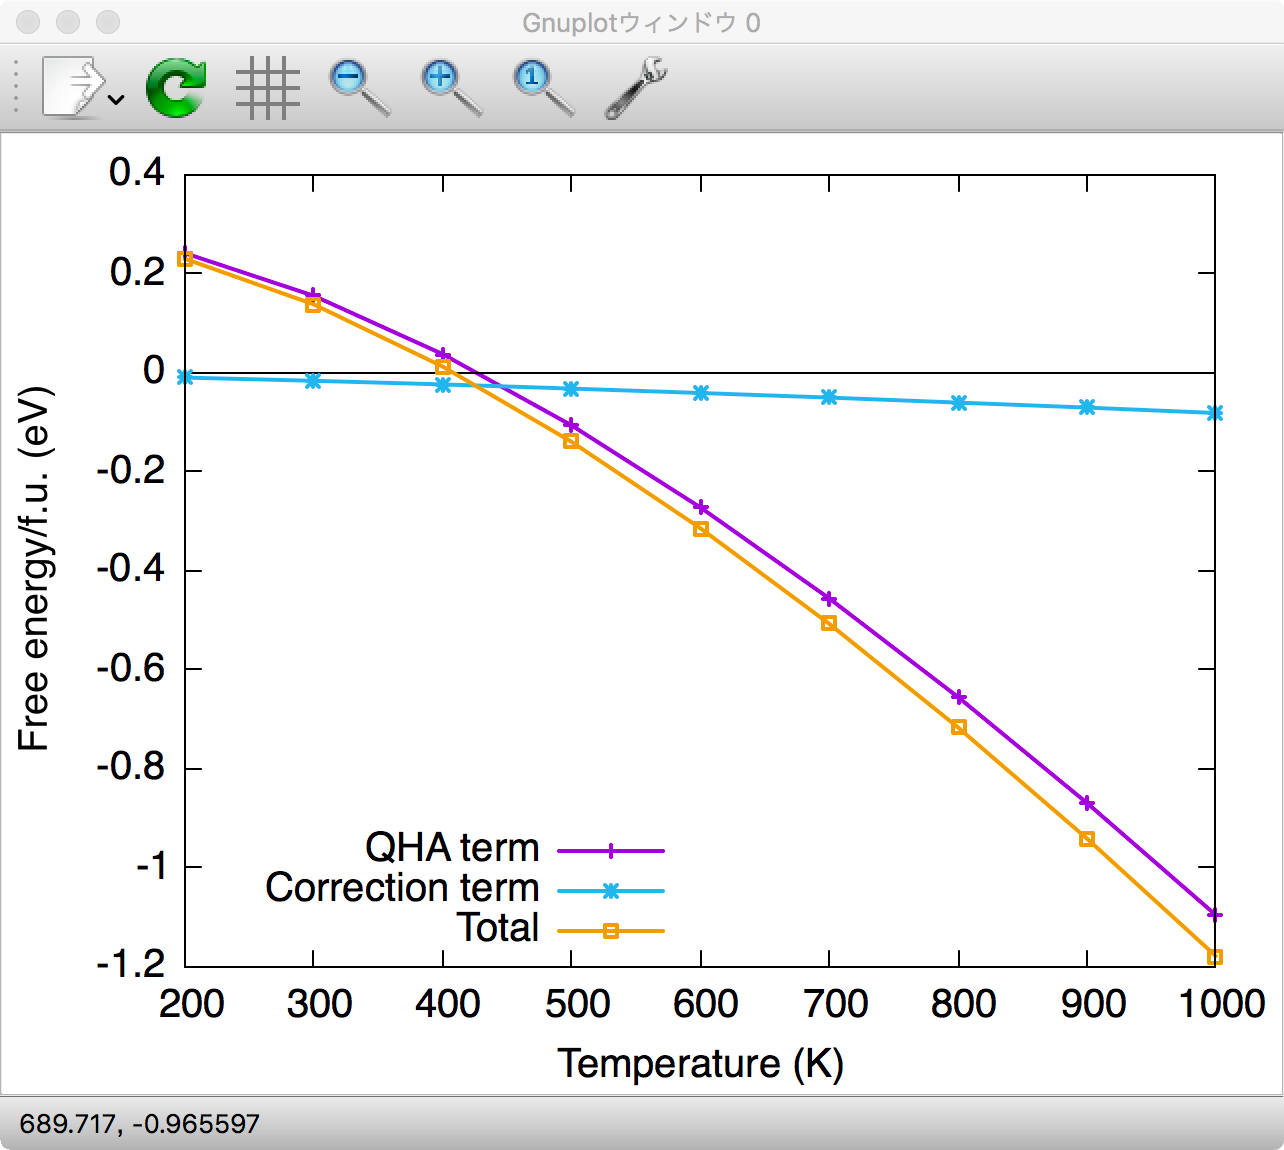 Gnuplotウィンドウ 0
1
0.4
0.2
0
-0.2
-0.4
-0.6
-0.8
-1
-1.2
Free energy/f.u. (eV)
QHA term
Correction term
Total
200 300 400 500 600 700 800 900 1000
Temperature (K)
689.717, -0.965597